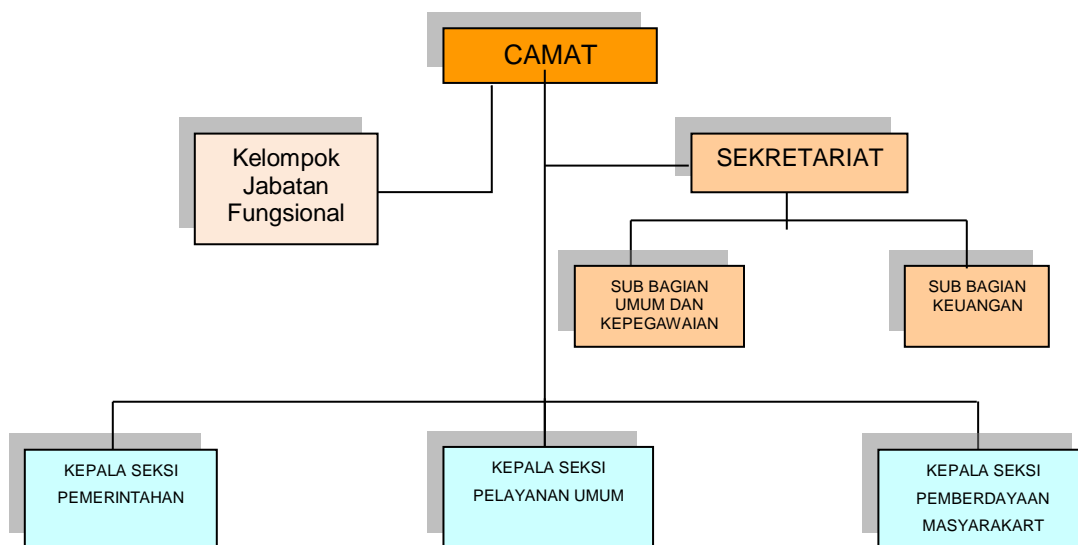 CAMAT
Kelompok
Jabatan
Fungsional
SEKRETARIAT
SUB BAGIAN
UMUM DAN
KEPEGAWAIAN
SUB BAGIAN
KEUANGAN
KEPALA SEKSI
PEMERINTAHAN
KEPALA SEKSI
PELAYANAN UMUM
KEPALA SEKSI
PEMBERDAYAAN
MASYARAKART